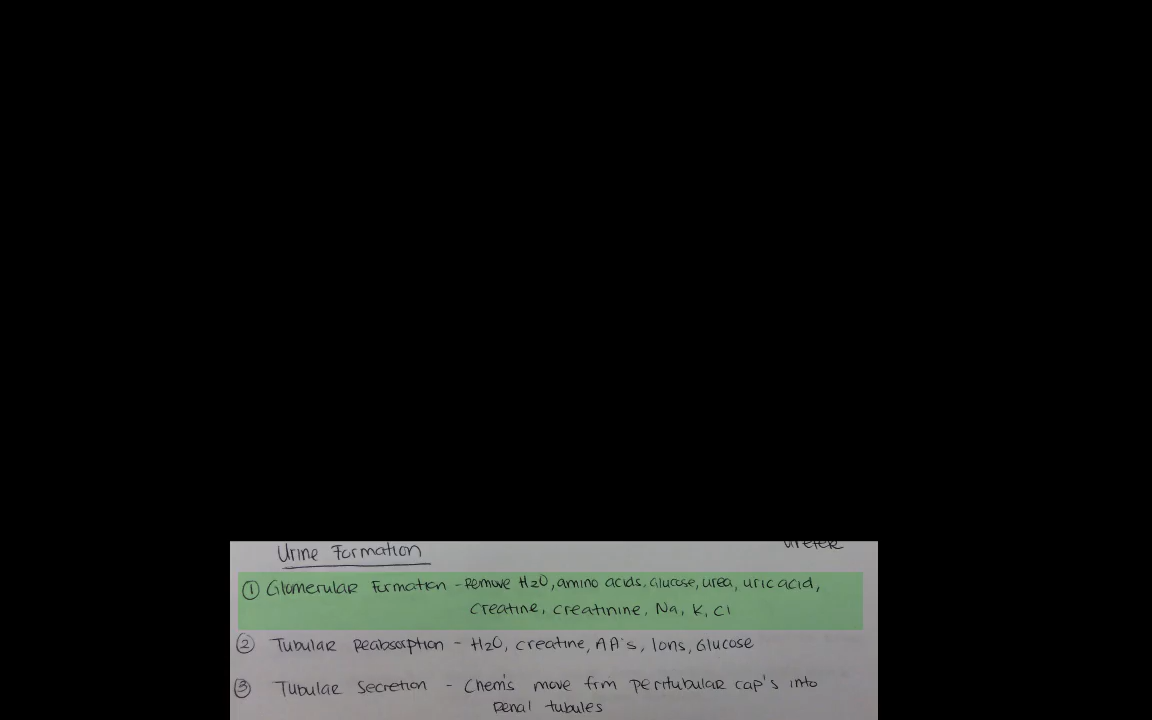 Urine Formation
ureter
① Glomerular Formation - Remove H2O, amino acids, Glucose, urea, uric acid,
Creatine, creatinine, Na, K, Cl
② Tubular Reabsorption - H2O, creatine, AA's, Ions, Glucose
③ Tubular Secretion - Chem's move frm peritubular cap's into
Renal tubules